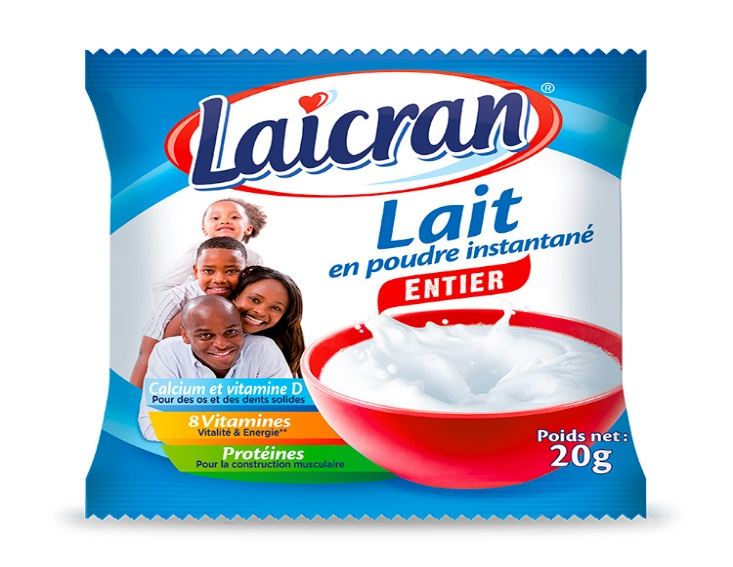 Laicran®
Lait
en poudre instantané
ENTIER
Calcium et vitamine D
Pour des os et des dents solides
8 Vitamines
Vitalité & Energie**
Protéines
Pour la construction musculaire
Poids net :
20g